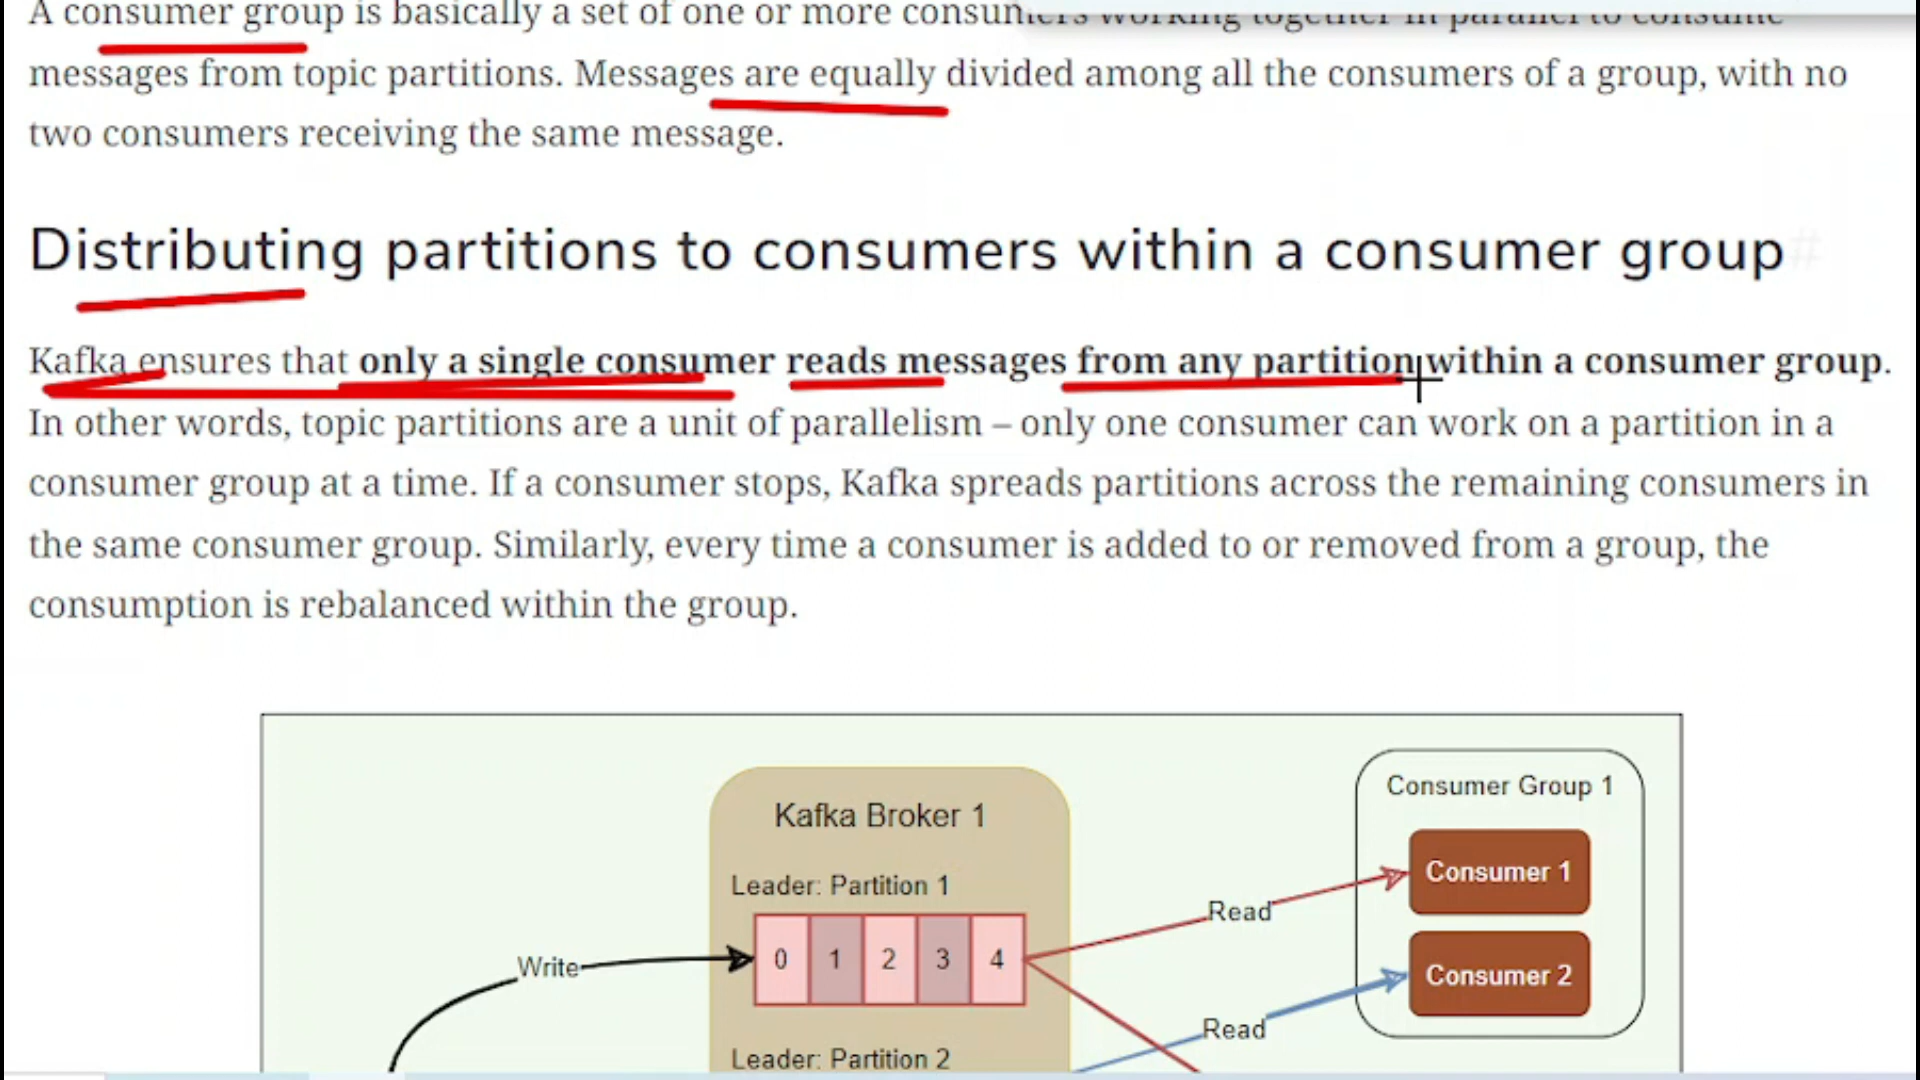 A consumer group is basically a set of one or more consumers working together in parallel to consume
messages from topic partitions. Messages are equally divided among all the consumers of a group, with no
two consumers receiving the same message.
Distributing partitions to consumers within a consumer group#
Kafka ensures that only a single consumer reads messages from any partition within a consumer group.
In other words, topic partitions are a unit of parallelism – only one consumer can work on a partition in a
consumer group at a time. If a consumer stops, Kafka spreads partitions across the remaining consumers in
the same consumer group. Similarly, every time a consumer is added to or removed from a group, the
consumption is rebalanced within the group.
Consumer Group 1
Kafka Broker 1
Consumer 1
Leader: Partition 1
Read
0 1 2 3 4
Write
Consumer 2
Read
Leader: Partition 2